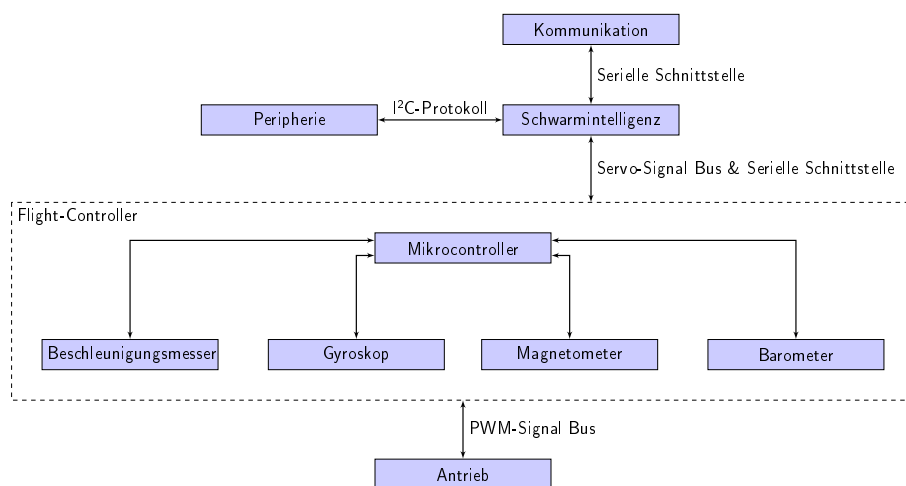 Kommunikation
Serielle Schnittstelle
I²C-Protokoll
Peripherie
Schwarmintelligenz
Servo-Signal Bus & Serielle Schnittstelle
Flight-Controller
Mikrocontroller
Beschleunigungsmesser
Gyroskop
Magnetometer
Barometer
PWM-Signal Bus
Antrieb